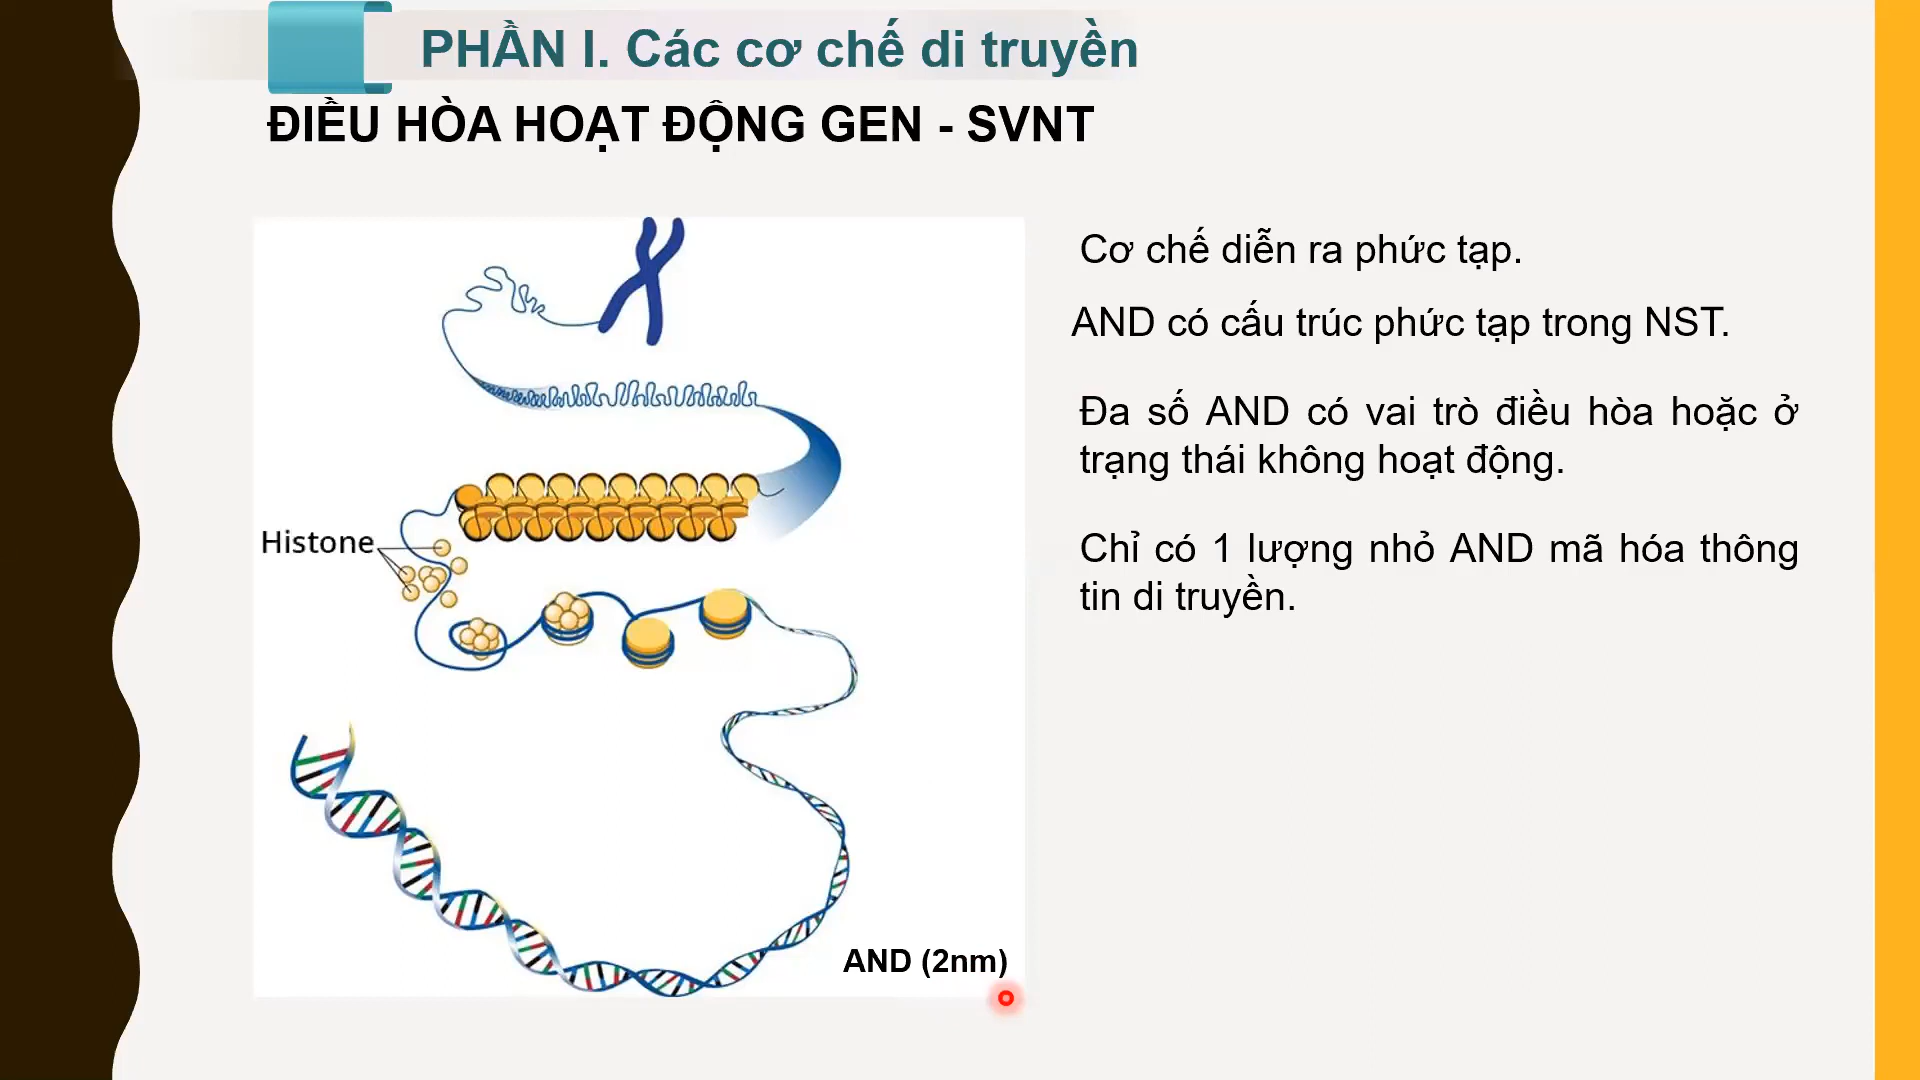 PHẦN I. Các cơ chế di truyền
ĐIỀU HÒA HOẠT ĐỘNG GEN - SVNT
Cơ chế diễn ra phức tạp.
AND có cấu trúc phức tạp trong NST.
Đa số AND có vai trò điều hòa hoặc ở
trạng thái không hoạt động.
Chỉ có 1 lượng nhỏ AND mã hóa thông
tin di truyền.
Histone
AND (2nm)